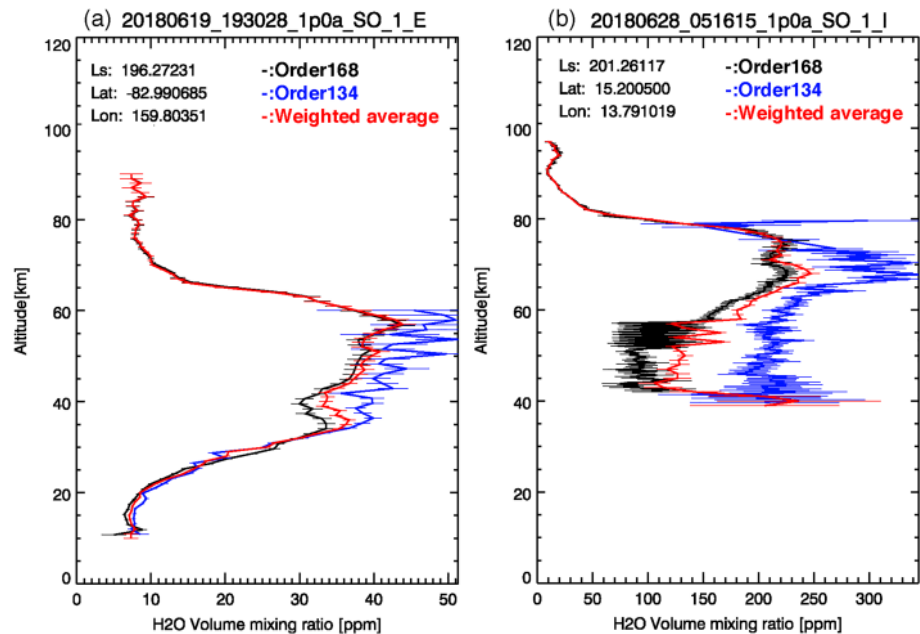 (a) 20180619_193028_1p0a_SO_1_E
120
100
80
60
40
20
0
Altitude[km]
Ls: 196.27231
Lat: -82.990685
Lon: 159.80351
-:Order168
-:Order134
-:Weighted average
0 10 20 30 40 50
H2O Volume mixing ratio [ppm]
(b) 20180628_051615_1p0a_SO_1_I
120
100
80
60
40
20
0
Altitude[km]
Ls: 201.26117
Lat: 15.200500
Lon: 13.791019
-:Order168
-:Order134
-:Weighted average
0 50 100 150 200 250 300
H2O Volume mixing ratio [ppm]